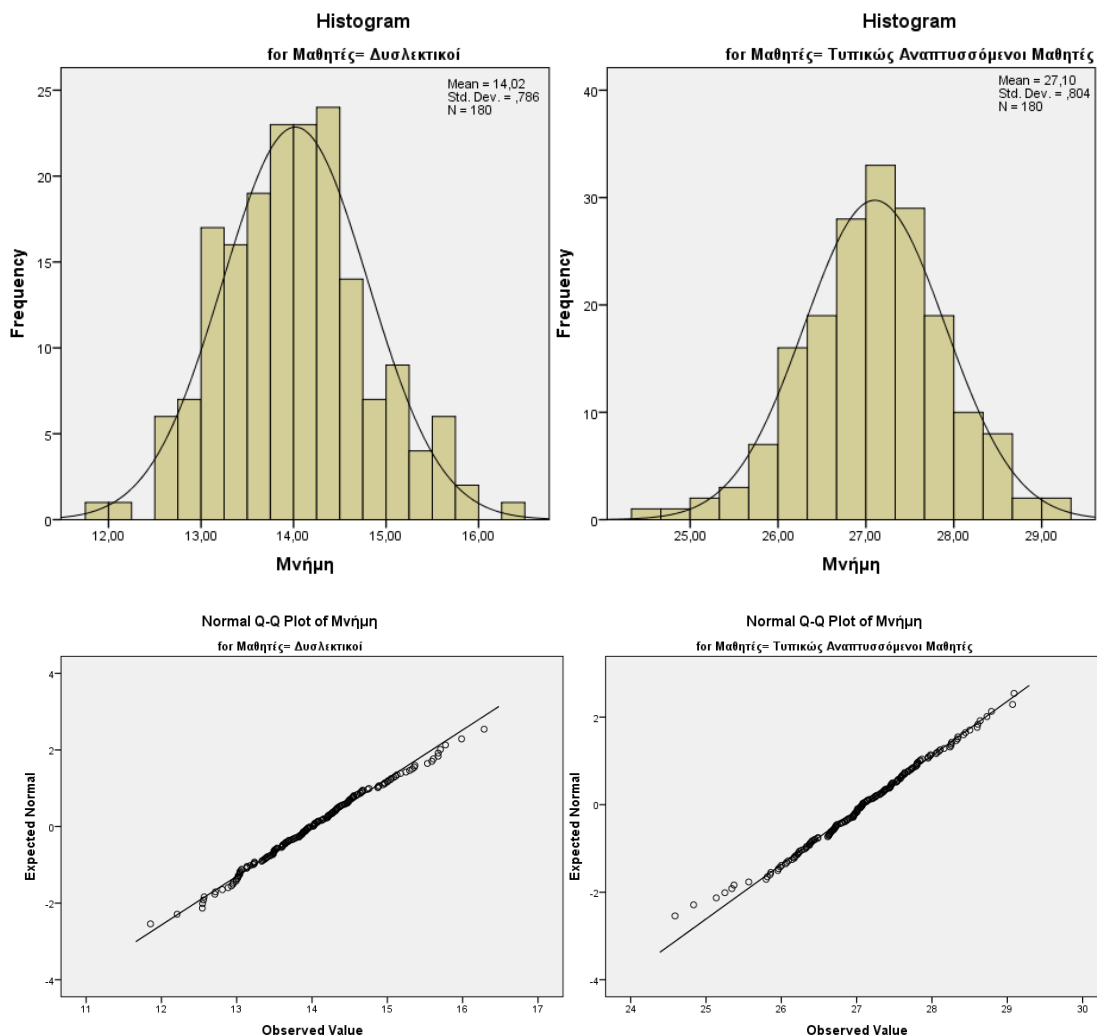 Histogram
for Μαθητές= Δυσλεκτικοί
Mean = 14,02
Std. Dev. = ,786
N = 180
25
20
15
10
5
0
Frequency
12,00 13,00 14,00 15,00 16,00
Μνήμη
Histogram
for Μαθητές= Τυπικώς Αναπτυσσόμενοι Μαθητές
Mean = 27,10
Std. Dev. = ,804
N = 180
40
30
20
10
0
Frequency
25,00 26,00 27,00 28,00 29,00
Μνήμη
Normal Q-Q Plot of Μνήμη
for Μαθητές= Δυσλεκτικοί
4
2
0
-2
-4
Expected Normal
11 12 13 14 15 16 17
Observed Value
Normal Q-Q Plot of Μνήμη
for Μαθητές= Τυπικώς Αναπτυσσόμενοι Μαθητές
2
0
-2
-4
Expected Normal
24 25 26 27 28 29 30
Observed Value